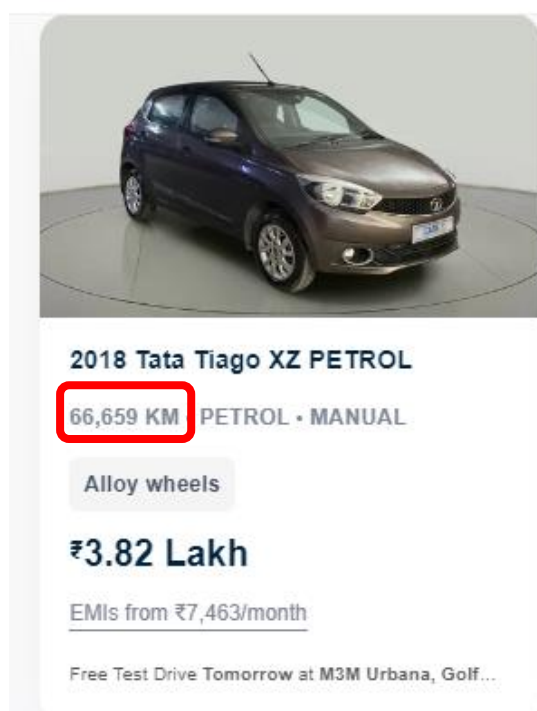 2018 Tata Tiago XZ PETROL
66,659 KM • PETROL • MANUAL
Alloy wheels
₹3.82 Lakh
EMIs from ₹7,463/month
Free Test Drive Tomorrow at M3M Urbana, Golf...